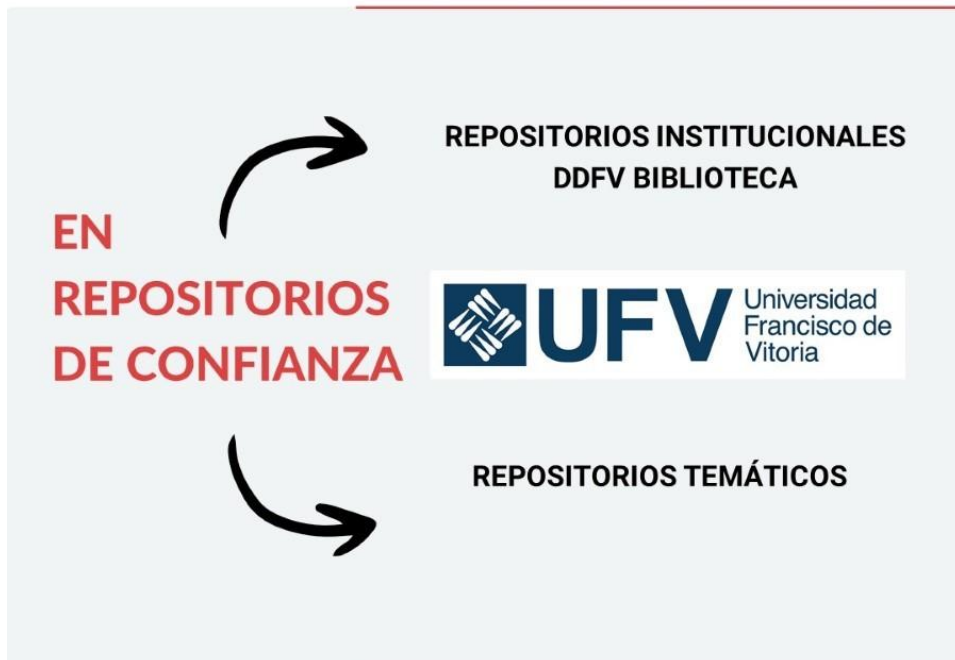 EN
REPOSITORIOS
DE CONFIANZA
REPOSITORIOS INSTITUCIONALES
DDFV BIBLIOTECA
UFV
Universidad
Francisco de
Vitoria
REPOSITORIOS TEMÁTICOS